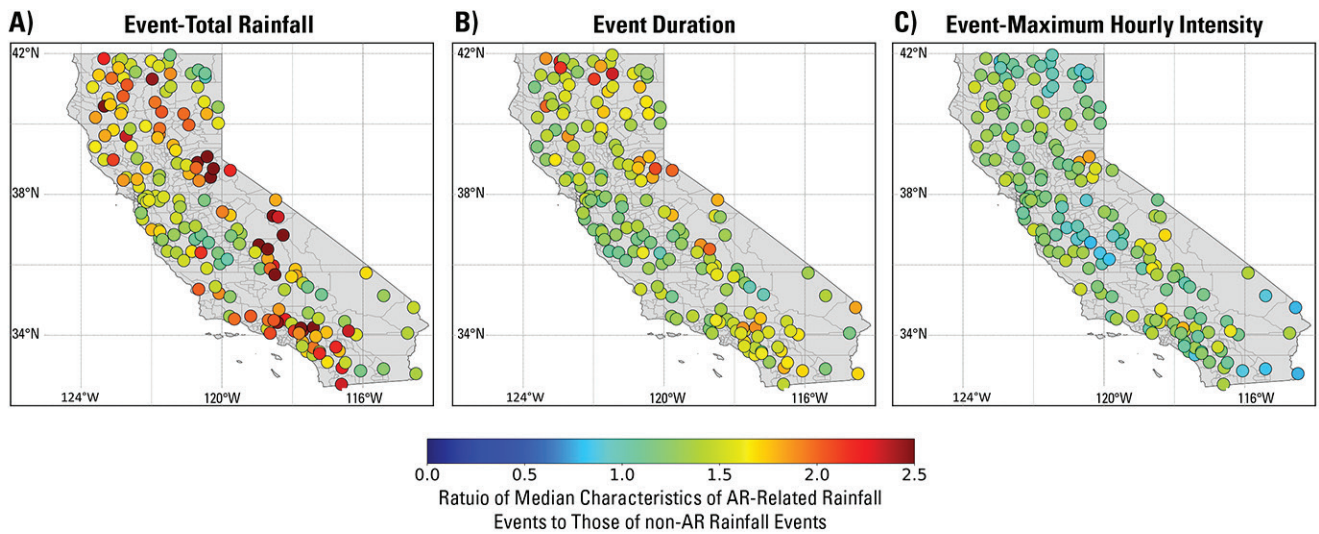 A) Event-Total Rainfall
B) Event Duration
C) Event-Maximum Hourly Intensity
42°N
38°N
34°N
124°W 120°W 116°W
42°N
38°N
34°N
124°W 120°W 116°W
42°N
38°N
34°N
124°W 120°W 116°W
0.0 0.5 1.0 1.5 2.0 2.5
Ratuio of Median Characteristics of AR-Related Rainfall
Events to Those of non-AR Rainfall Events